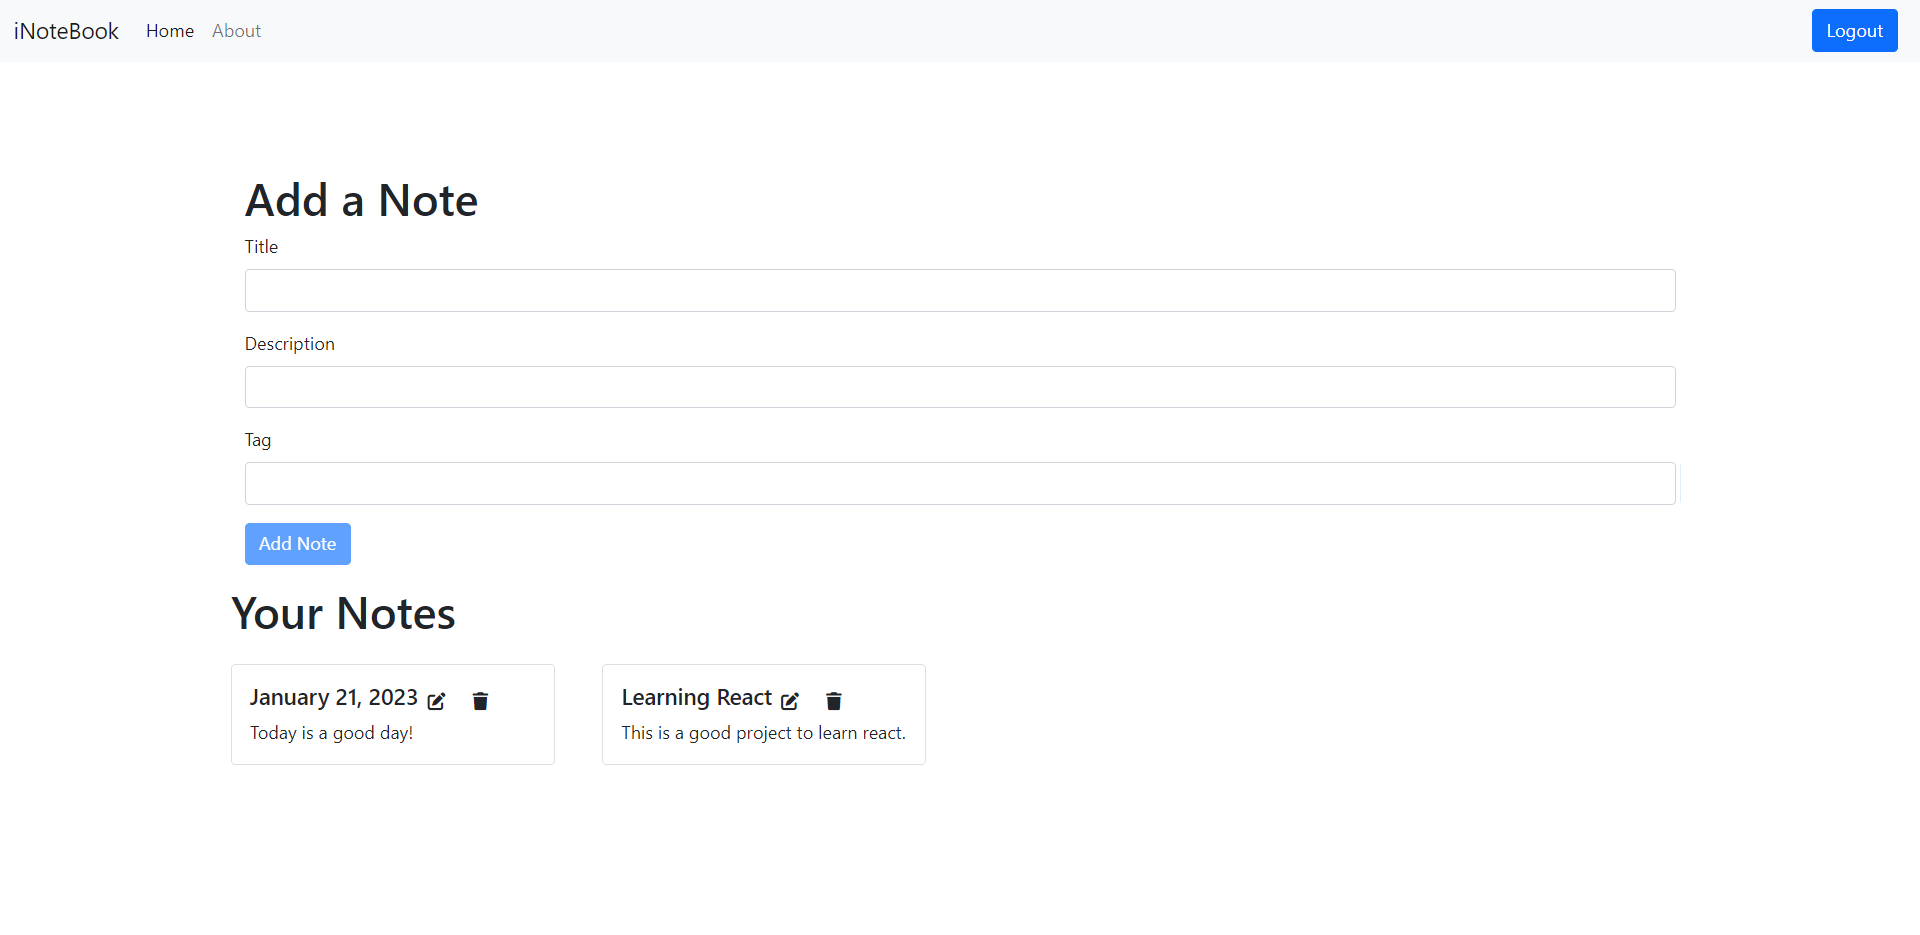 iNoteBook Home About Logout
Add a Note
Title
Description
Tag
Add Note
Your Notes
January 21, 2023
Today is a good day!
Learning React
This is a good project to learn react.